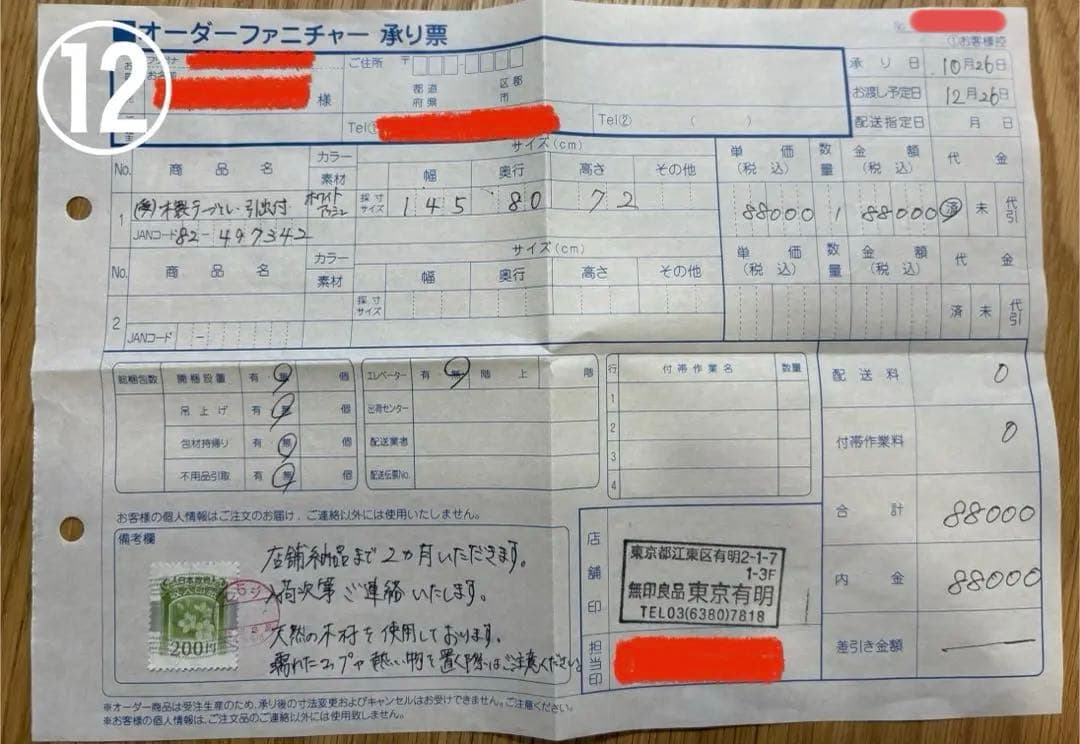 ⑫
■オーダーファニチャー 承り票
①お客様控
様
ご住所 〒
都道府県
区郡市
Tel①
Tel② ( )
承り日 10月26日
お渡し予定日 12月26日
配送指定日 月 日
No. 商品名 カラー 素材 サイズ(cm) 幅 奥行 高さ その他 単価(税込) 数量 金額(税込) 代金
1 木製テーブル・引出付 ホワイト 採寸サイズ 145 80 72 88000 1 88000 済 未 代引
JANコード 82-497342
No. 商品名 カラー 素材 サイズ(cm) 幅 奥行 高さ その他 単価(税込) 数量 金額(税込) 代金
2 採寸サイズ 済 未 代引
JANコード -
総梱包数 開梱設置 有 無 個
吊上げ 有 無 個
包材持帰り 有 無 個
不用品引取 有 無 個
エレベーター 有 無 階 上 階
出荷センター
配送業者
配送伝票No.
行 付帯作業名 数量
1
2
3
4
配送料 0
付帯作業料 0
合計 88000
内金 88000
差引き金額 ―
お客様の個人情報はご注文のお届け、ご連絡以外には使用いたしません。
備考欄
店舗納品まで2カ月いただきます。
入荷次第ご連絡いたします。
天然の木材を使用しております。
濡れたコップや熱い物を置く際はご注意ください。
200円
店舗印
東京都江東区有明2-1-7
1-3F
無印良品 東京有明
TEL03(6380)7818
担当印
※オーダー商品は受注生産のため、承り後の寸法変更およびキャンセルはお受けできません。ご注意ください。
※お客様の個人情報は、ご注文品のご連絡以外には使用致しません。